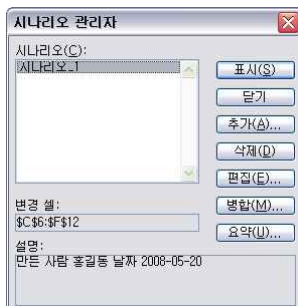 시나리오 관리자
시나리오(C):
시나리오_1
표시(S)
닫기
추가(A)...
삭제(D)
편집(E)...
병합(M)...
요약(U)...
변경 셀:
$C$6:$F$12
설명:
만든 사람 홍길동 날짜 2008-05-20